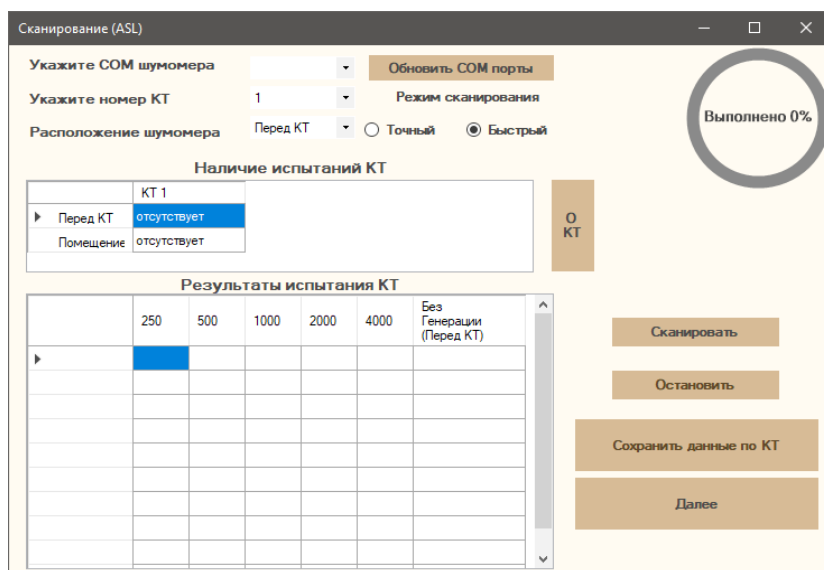 Сканирование (ASL)
Укажите COM шумомера
Обновить COM порты
Укажите номер КТ
1
Режим сканирования
Расположение шумомера
Перед КТ
Точный
Быстрый
Выполнено 0%
Наличие испытаний КТ
КТ 1
Перед КТ
отсутствует
Помещение
отсутствует
О
КТ
Результаты испытания КТ
250
500
1000
2000
4000
Без
Генерации
(Перед КТ)
Сканировать
Остановить
Сохранить данные по КТ
Далее